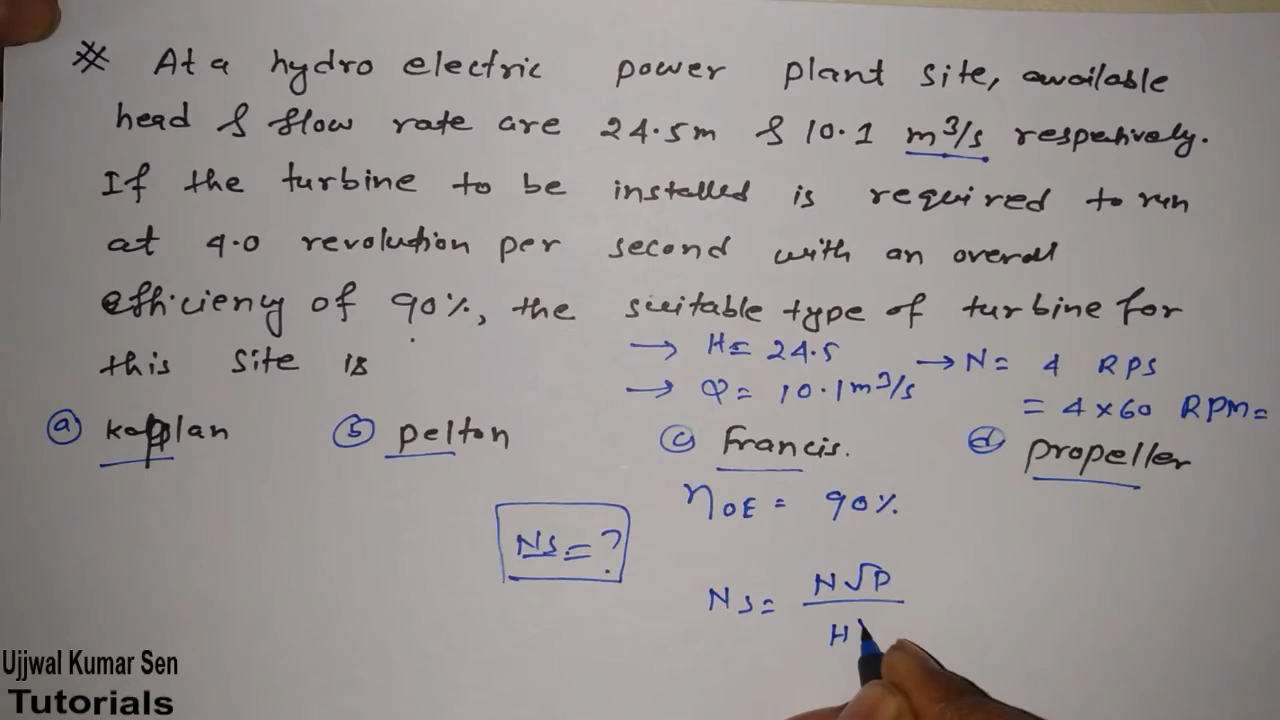 ※ At a hydro electric power plant site, available
head & flow rate are 24.5m & 10.1 m³/s respetively.
If the turbine to be installed is required to run
at 4.0 revolution per second with an overall
efficieny of 90%, the suitable type of turbine for
this site is
→ H= 24.5
→ Q = 10.1m³/s
→ N = 4 RPS
= 4×60 RPM =
ⓐ kapplan ⓑ pelton ⓒ Francis. ⓓ propeller
ηOE = 90%
NS = ?
NS = N√P
H
Ujjwal Kumar Sen
Tutorials